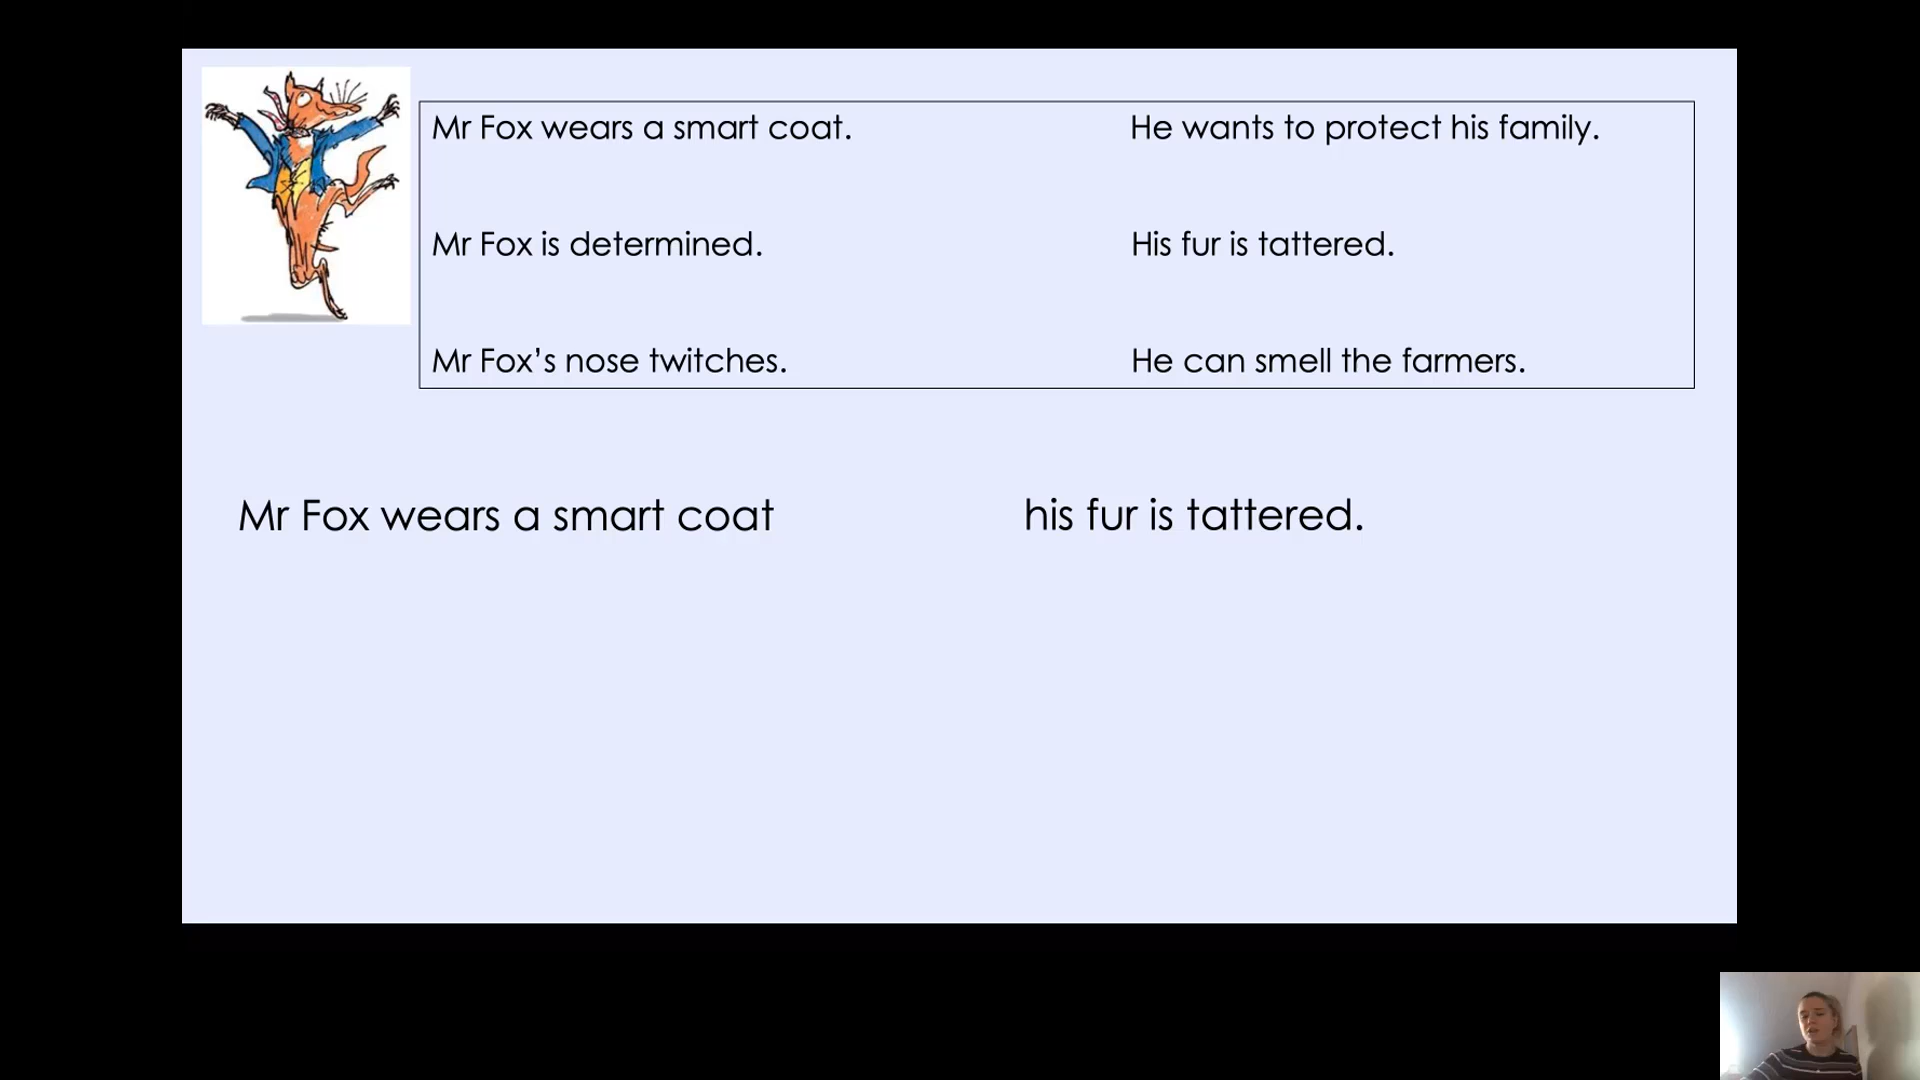 Mr Fox wears a smart coat. He wants to protect his family.
Mr Fox is determined. His fur is tattered.
Mr Fox’s nose twitches. He can smell the farmers.
Mr Fox wears a smart coat his fur is tattered.